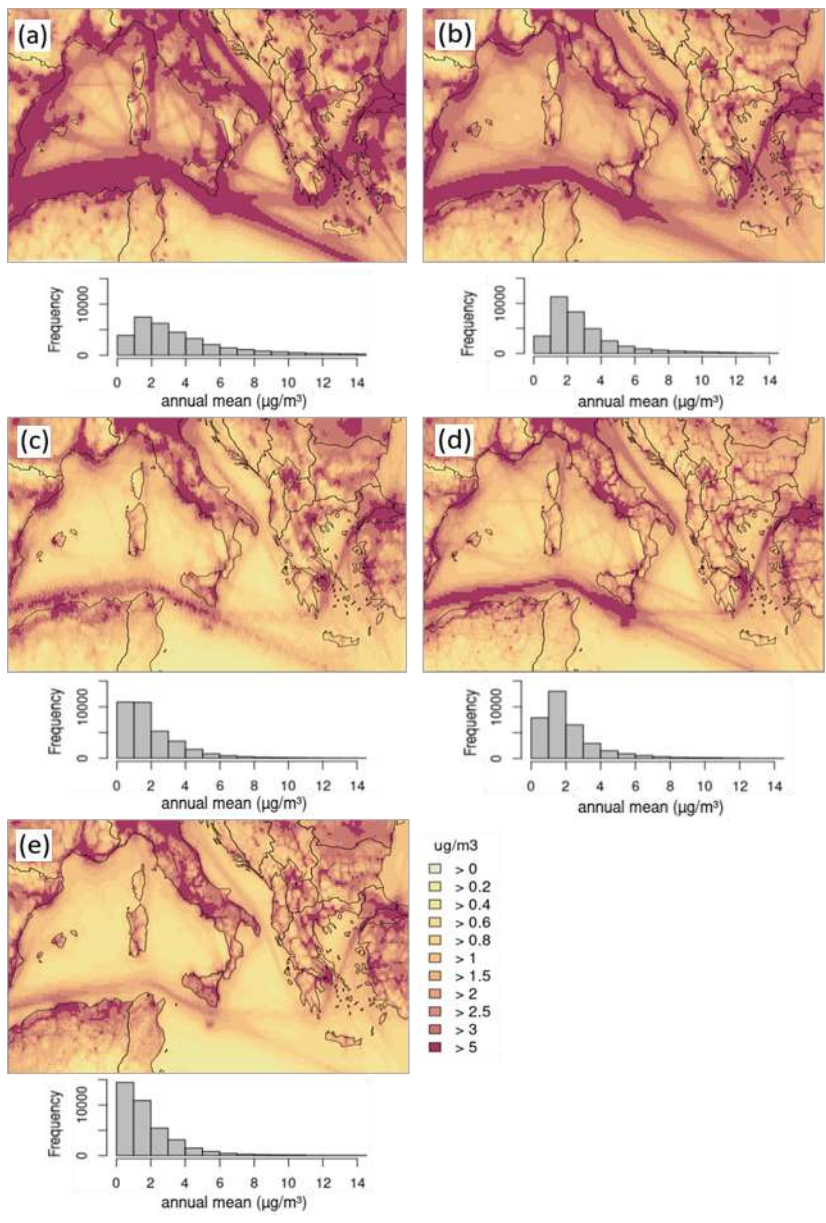 (a)
(b)
Frequency
10000
0
0 2 4 6 8 10 12 14
annual mean (µg/m³)
Frequency
10000
0
0 2 4 6 8 10 12 14
annual mean (µg/m³)
(c)
(d)
Frequency
10000
0
0 2 4 6 8 10 12 14
annual mean (µg/m³)
Frequency
10000
0
0 2 4 6 8 10 12 14
annual mean (µg/m³)
(e)
ug/m3
> 0
> 0.2
> 0.4
> 0.6
> 0.8
> 1
> 1.5
> 2
> 2.5
> 3
> 5
Frequency
10000
0
0 2 4 6 8 10 12 14
annual mean (µg/m³)